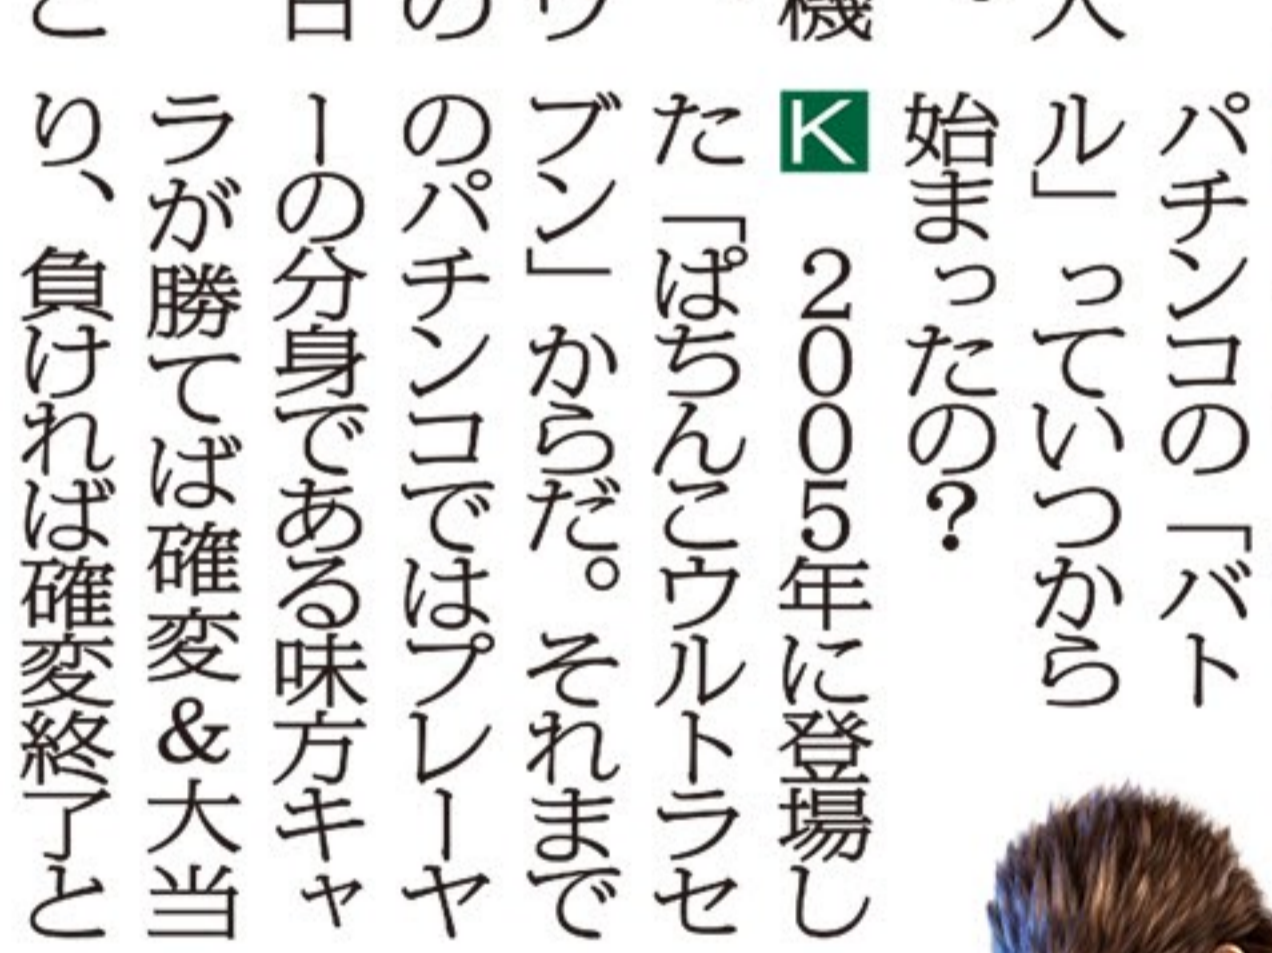 パチンコの「バト
ル」っていつから
始まったの？
K　2005年に登場し
た「ぱちんこウルトラセ
ブン」からだ。それまで
のパチンコではプレーヤ
ーの分身である味方キャ
ラが勝てば確変＆大当
り、負ければ確変終了と